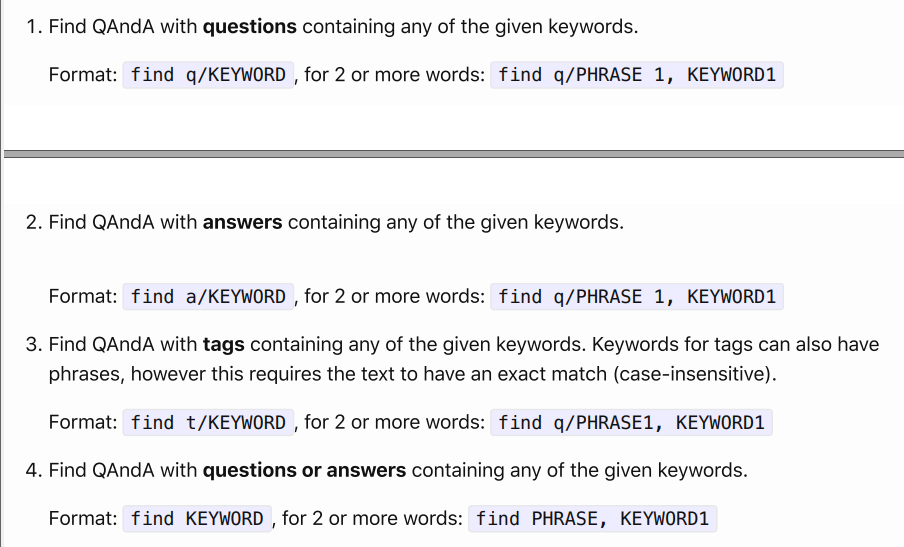 1. Find QAndA with questions containing any of the given keywords.
Format: find q/KEYWORD , for 2 or more words: find q/PHRASE 1, KEYWORD1
2. Find QAndA with answers containing any of the given keywords.
Format: find a/KEYWORD , for 2 or more words: find q/PHRASE 1, KEYWORD1
3. Find QAndA with tags containing any of the given keywords. Keywords for tags can also have
phrases, however this requires the text to have an exact match (case-insensitive).
Format: find t/KEYWORD , for 2 or more words: find q/PHRASE1, KEYWORD1
4. Find QAndA with questions or answers containing any of the given keywords.
Format: find KEYWORD , for 2 or more words: find PHRASE, KEYWORD1